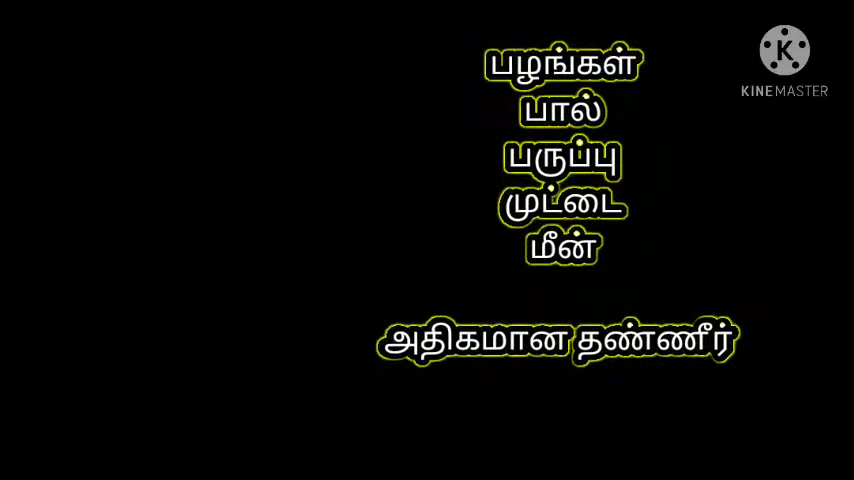 பழங்கள்
பால்
பருப்பு
முட்டை
மீன்
அதிகமான தண்ணீர்
K
KINEMASTER